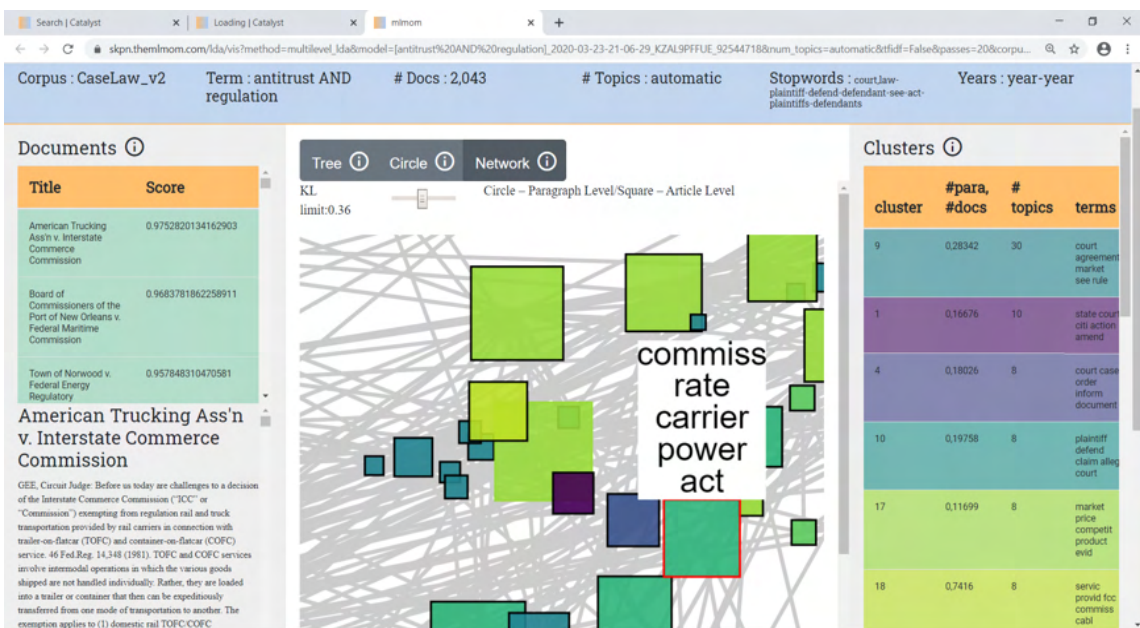 Search | Catalyst
Loading | Catalyst
mlmom
skpn.themlmom.com/lda/vis?method=multilevel_lda&model=[antitrust%20AND%20regulation]_2020-03-23-21-06-29_KZAL9PFFUE_92544718&num_topics=automatic&tfidf=False&passes=20&corpu...
Corpus : CaseLaw_v2
Term : antitrust AND
regulation
# Docs : 2,043
# Topics : automatic
Stopwords : court,law-
plaintiff-defend-defendant-see-act-
plaintiffs-defendants
Years : year-year
Documents
Title Score
American Trucking 0.9752820134162903
Ass'n v. Interstate
Commerce
Commission
Board of 0.9683781862258911
Commissioners of the
Port of New Orleans v.
Federal Maritime
Commission
Town of Norwood v. 0.957848310470581
Federal Energy
Regulatory
American Trucking Ass'n
v. Interstate Commerce
Commission
GEE, Circuit Judge: Before us today are challenges to a decision
of the Interstate Commerce Commission ("ICC" or
"Commission") exempting from regulation rail and truck
transportation provided by rail carriers in connection with
trailer-on-flatcar (TOFC) and container-on-flatcar (COFC)
service. 46 Fed.Reg. 14,348 (1981). TOFC and COFC services
involve intermodal operations in which the various goods
shipped are not handled individually. Rather, they are loaded
into a trailer or container that then can be expeditiously
transferred from one mode of transportation to another. The
exemption applies to (1) domestic rail TOFC/COFC
Tree Circle Network
KL
limit:0.36
Circle – Paragraph Level/Square – Article Level
commiss
rate
carrier
power
act
Clusters
cluster #para, #docs # topics terms
9 0,28342 30 court
agreement
market
see rule
1 0,16676 10 state court
citi action
amend
4 0,18026 8 court case
order
inform
document
10 0,19758 8 plaintiff
defend
claim alleg
court
17 0,11699 8 market
price
competit
product
evid
18 0,7416 8 servic
provid fcc
commiss
cabl